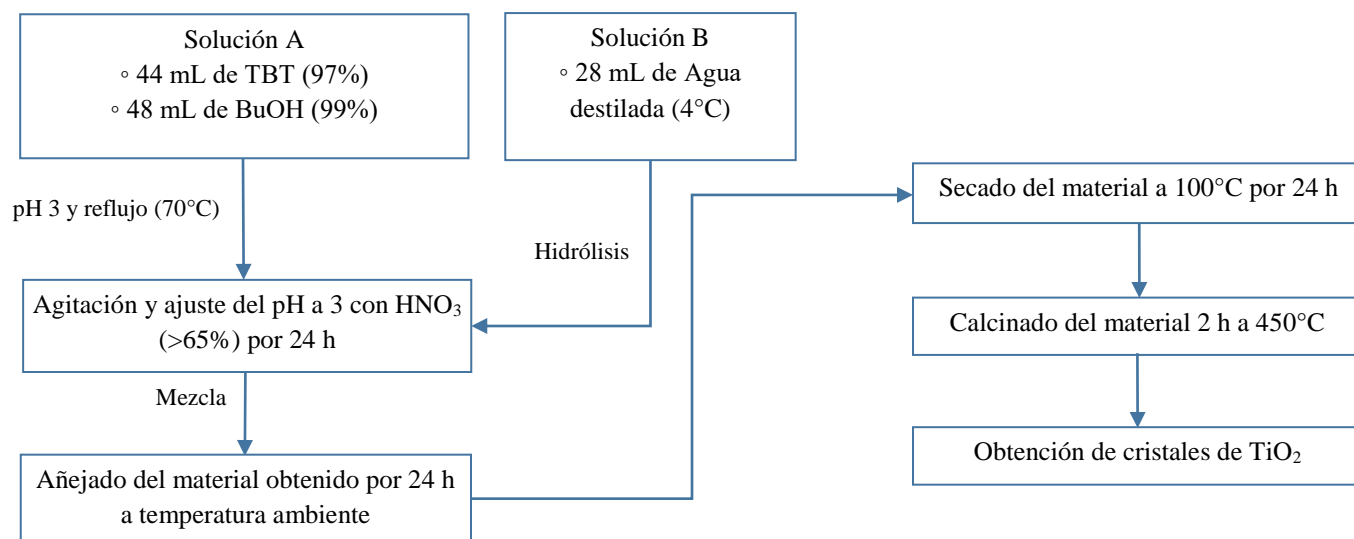 Solución A
◦ 44 mL de TBT (97%)
◦ 48 mL de BuOH (99%)
Solución B
◦ 28 mL de Agua
destilada (4°C)
pH 3 y reflujo (70°C)
Hidrólisis
Agitación y ajuste del pH a 3 con HNO₃
(>65%) por 24 h
Mezcla
Añejado del material obtenido por 24 h
a temperatura ambiente
Secado del material a 100°C por 24 h
Calcinado del material 2 h a 450°C
Obtención de cristales de TiO₂